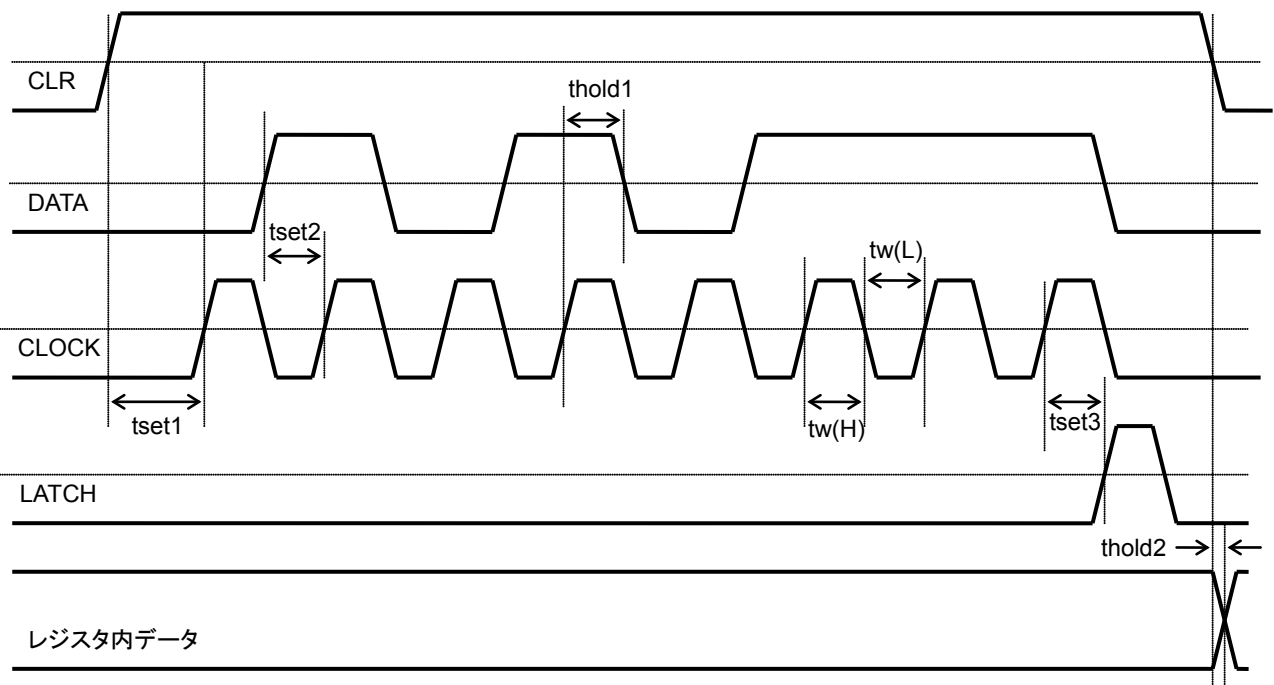 CLR
thold1
DATA
tset2
tw(L)
CLOCK
tset1
tw(H)
tset3
LATCH
thold2
レジスタ内データ